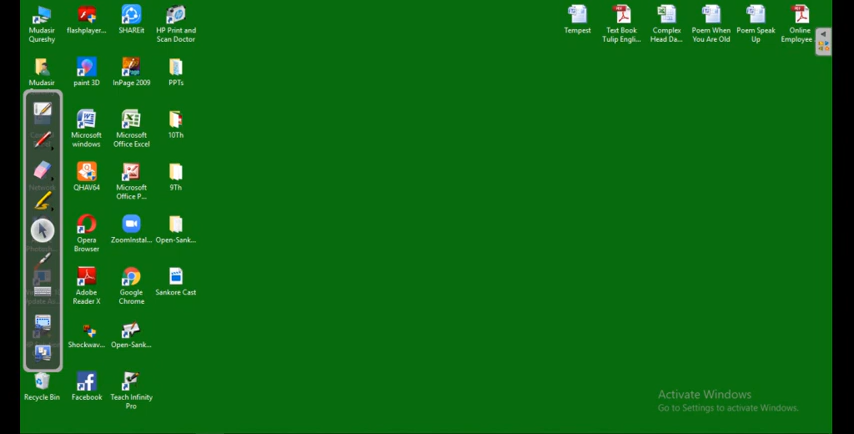 Mudasir
Qureshy
flashplayer...
SHAREit
HP Print and
Scan Doctor
Tempest
Text Book
Tulip Engli...
Complex
Head Da...
Poem When
You Are Old
Poem Speak
Up
Online
Employee
Mudasir
paint 3D
InPage 2009
PPTs
Microsoft
windows
Microsoft
Office Excel
10Th
Network
QHAV64
Microsoft
Office P...
9Th
Opera
Browser
ZoomInstal...
Open-Sank...
Adobe
Reader X
Google
Chrome
Sankore Cast
Shockwav...
Open-Sank...
Recycle Bin
Facebook
Teach Infinity
Pro
Activate Windows
Go to Settings to activate Windows.